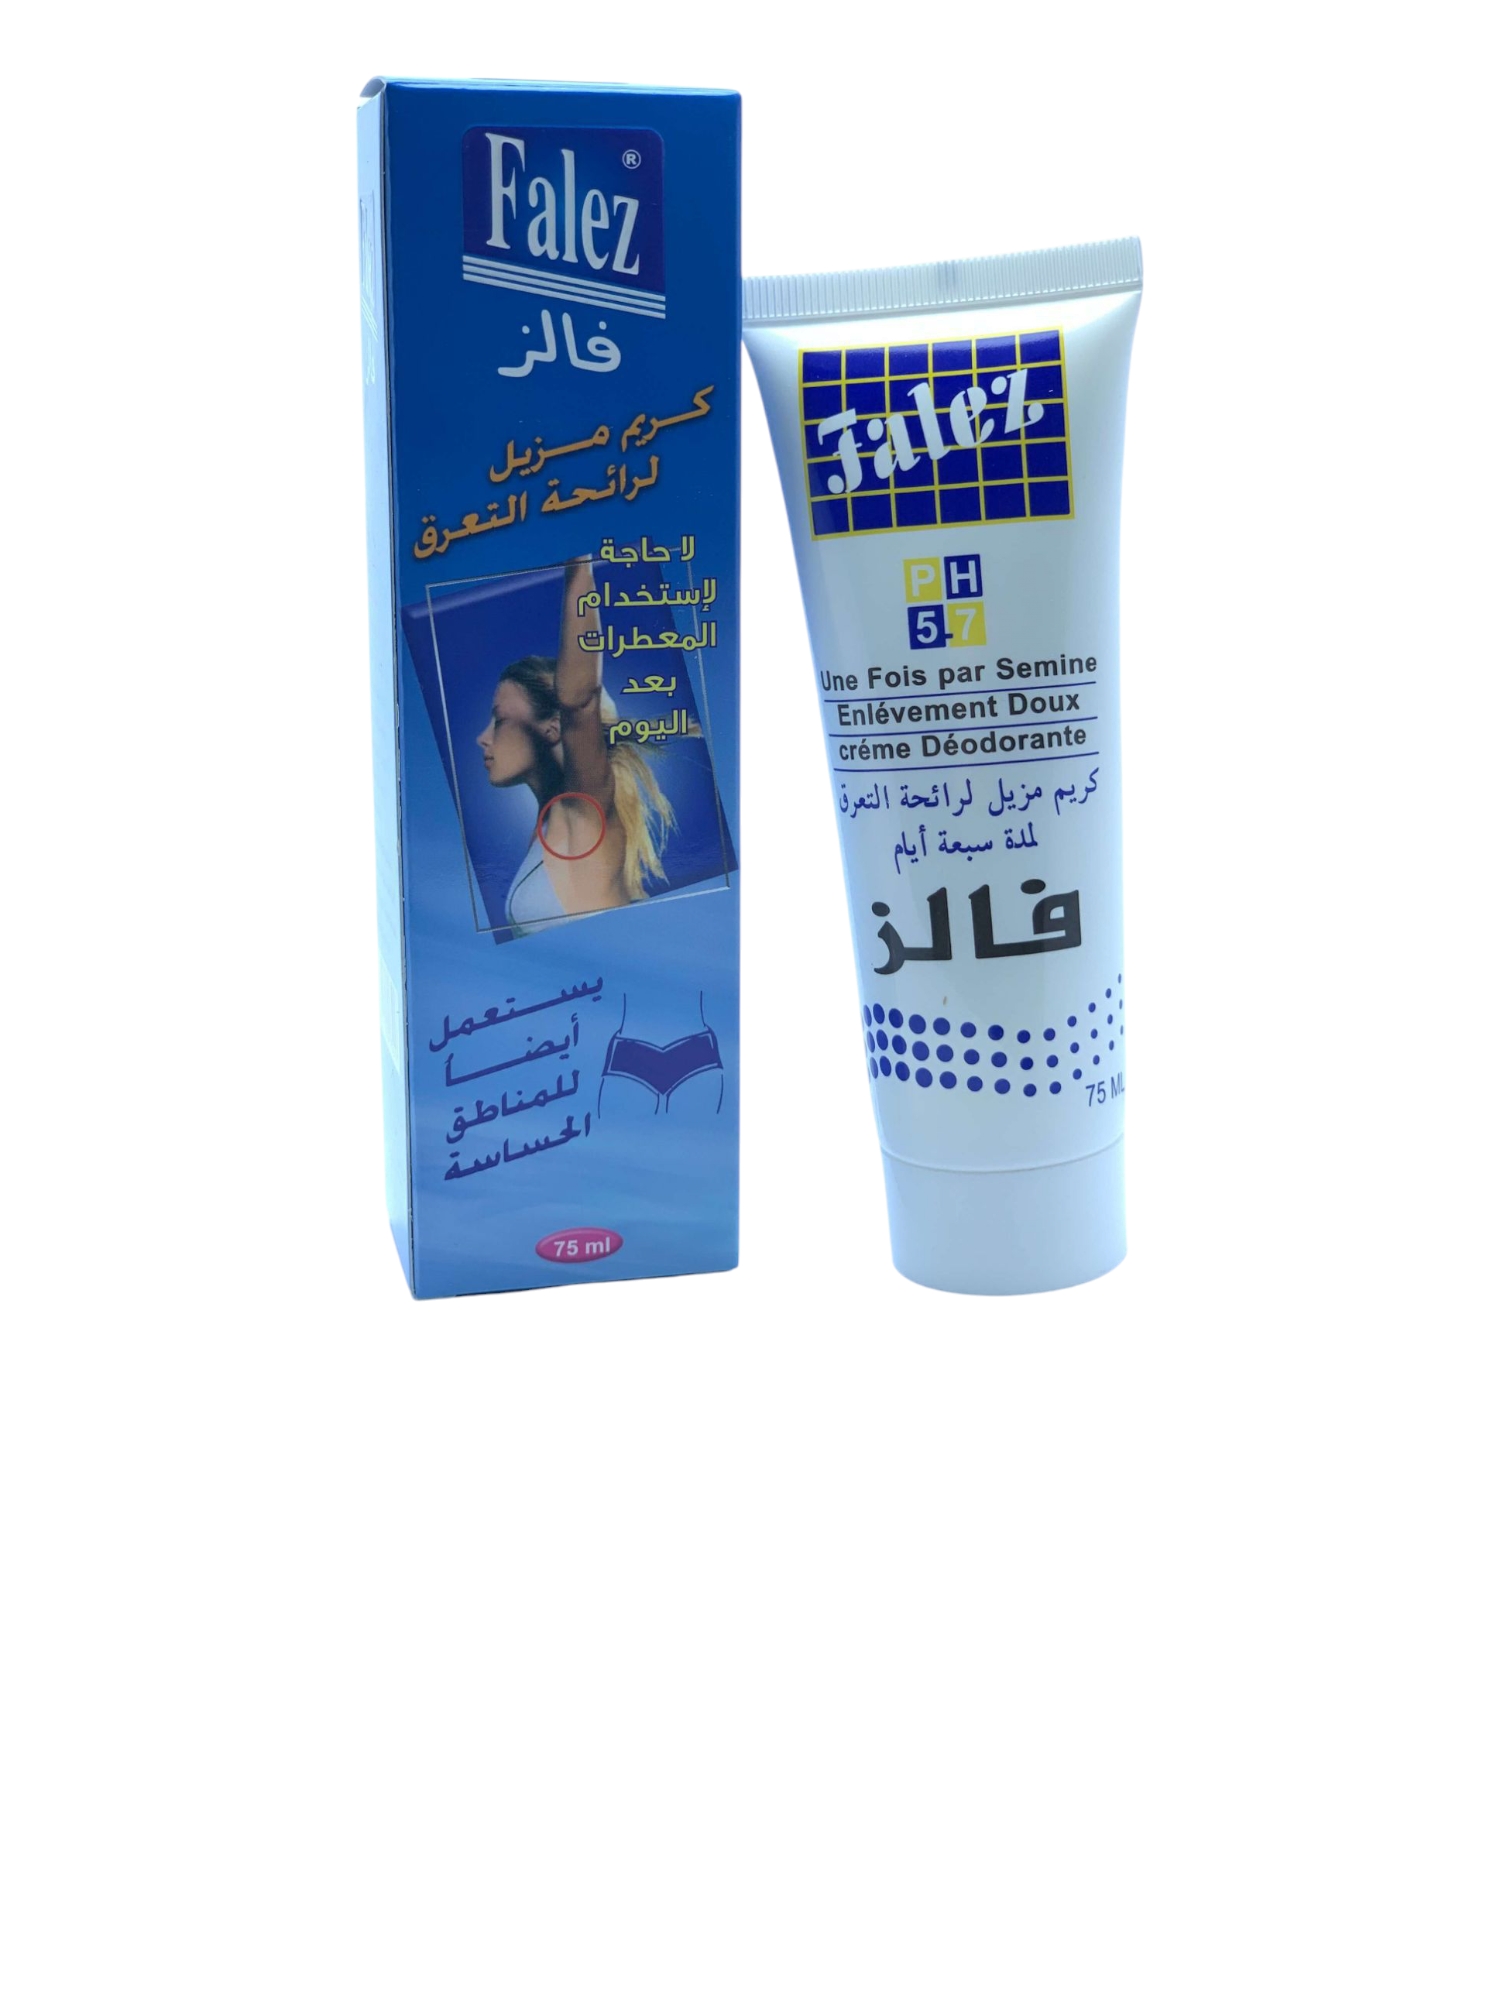 Falez®
فالز
كريم مزيل
لرائحة التعرق
لا حاجة
لإستخدام
المعطرات
بعد
اليوم
يستعمل
أيضاً
للمناطق
الحساسة
75 ml
Falez
PH
5.7
Une Fois par Semine
Enlévement Doux
créme Déodorante
كريم مزيل لرائحة التعرق
لمدة سبعة أيام
فالز
75 ML